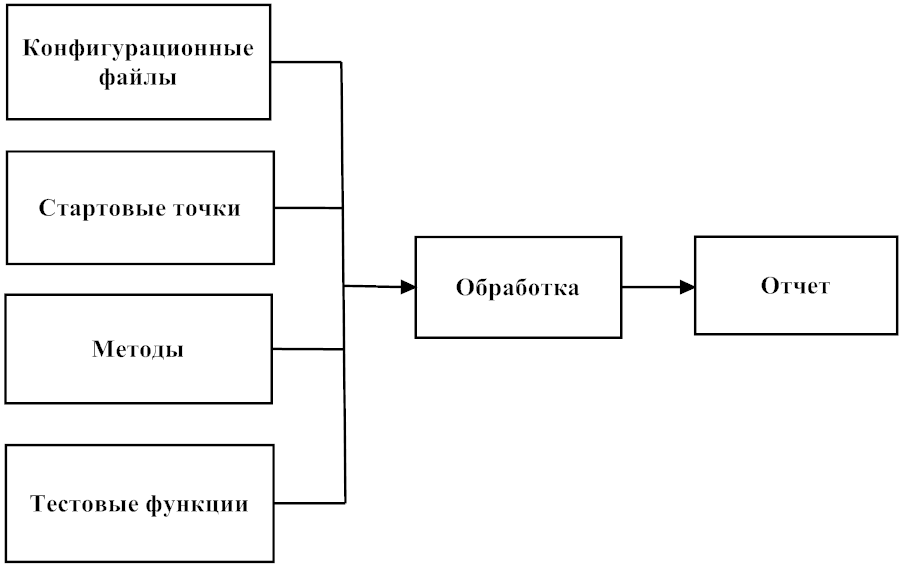 Конфигурационные
файлы
Стартовые точки
Методы
Тестовые функции
Обработка
Отчет